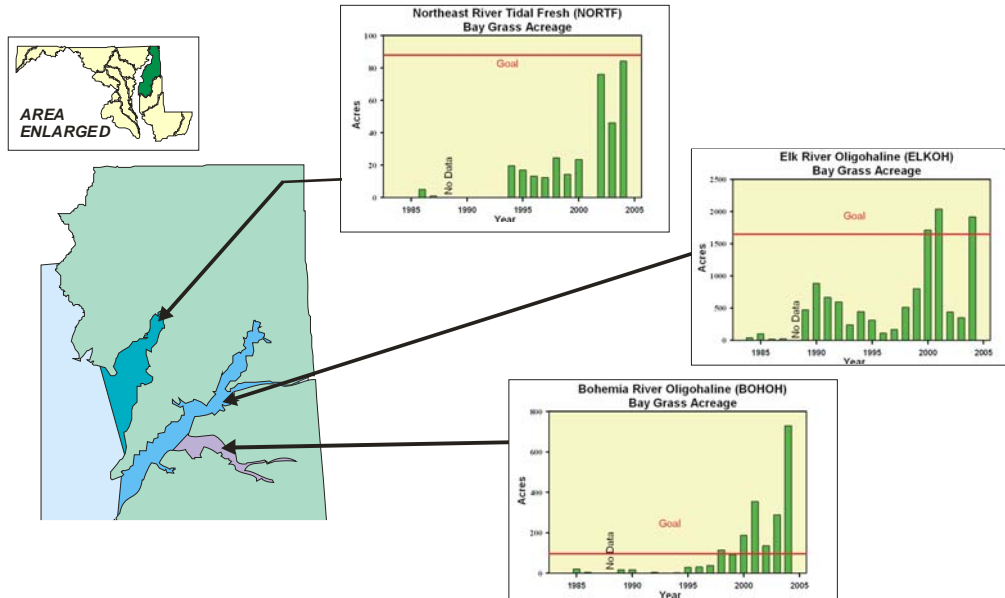 AREA
ENLARGED
Northeast River Tidal Fresh (NORTF)
Bay Grass Acreage
100
80
60
40
20
0
Acres
Goal
No Data
1985 1990 1995 2000 2005
Year
Elk River Oligohaline (ELKOH)
Bay Grass Acreage
2500
2000
1500
1000
500
0
Acres
Goal
No Data
1985 1990 1995 2000 2005
Year
Bohemia River Oligohaline (BOHOH)
Bay Grass Acreage
800
600
400
200
0
Acres
Goal
No Data
1985 1990 1995 2000 2005
Year